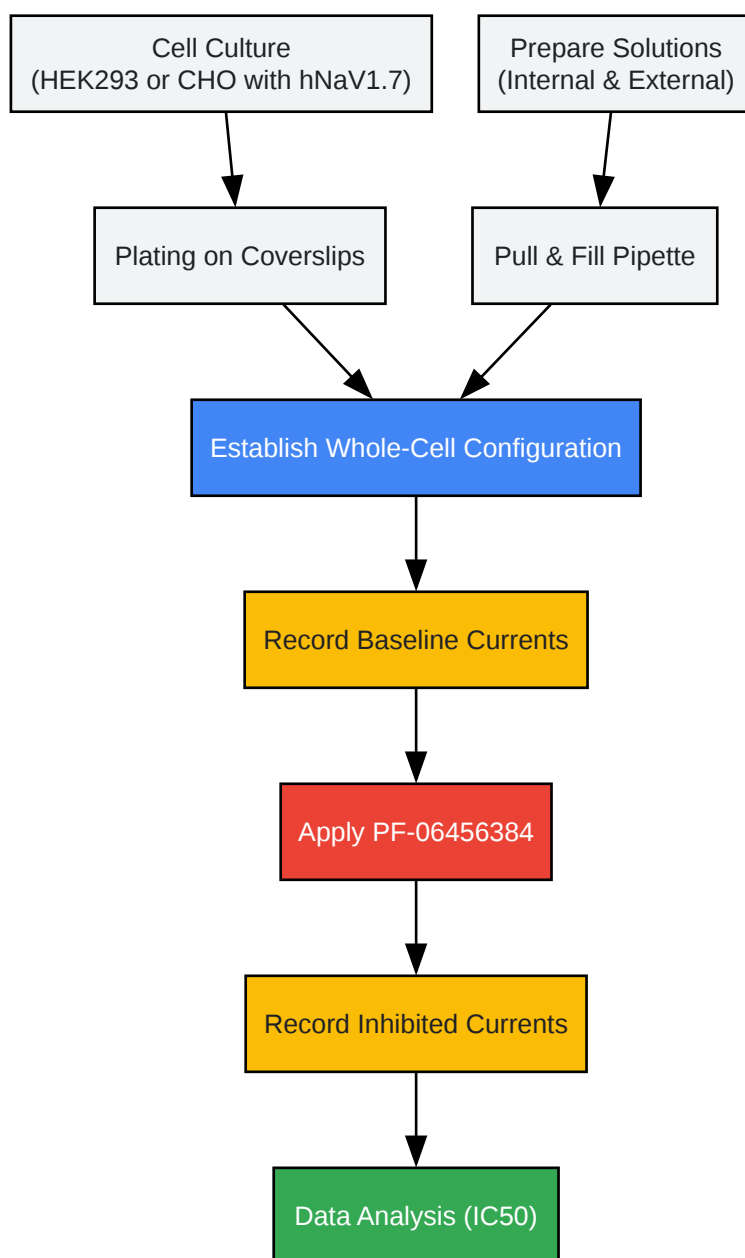 Cell Culture
(HEK293 or CHO with hNaV1.7)
Prepare Solutions
(Internal & External)
Plating on Coverslips
Pull & Fill Pipette
Establish Whole-Cell Configuration
Record Baseline Currents
Apply PF-06456384
Record Inhibited Currents
Data Analysis (IC50)